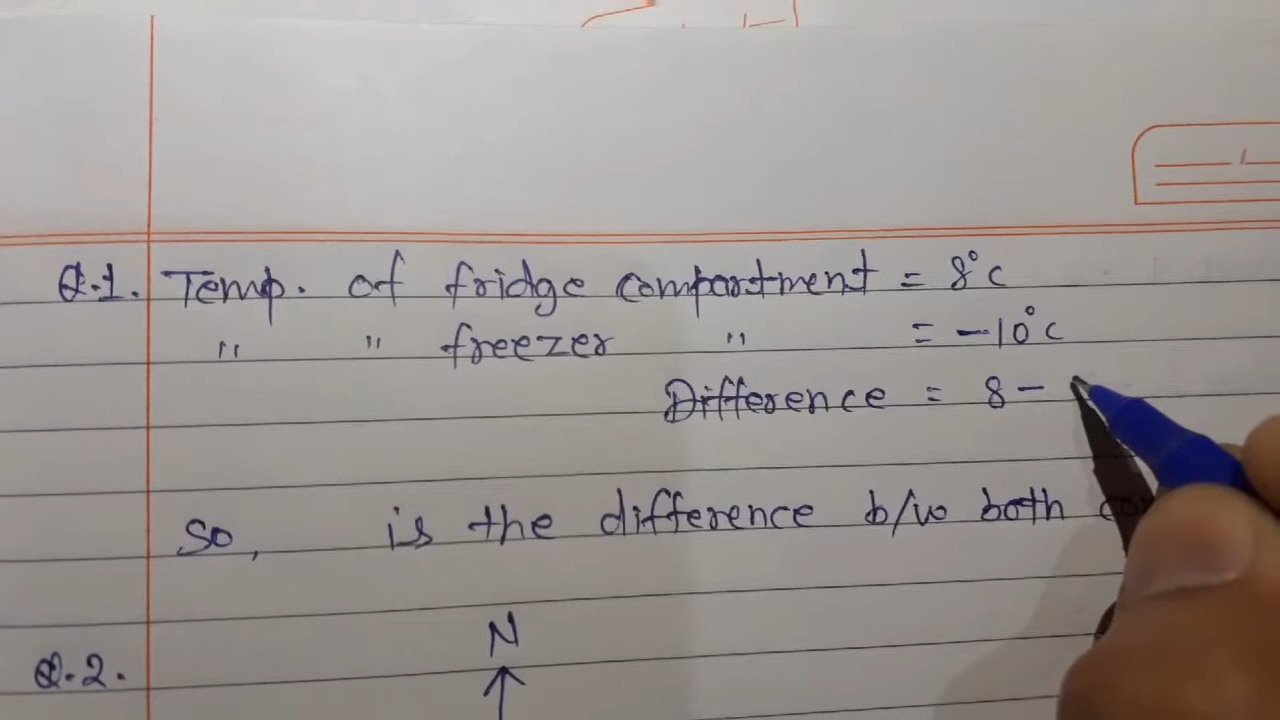 Q.1. Temp. of fridge compartment = 8°C
" " freezer " = -10°C
Difference = 8 -
So, is the difference b/w both
Q.2.
N